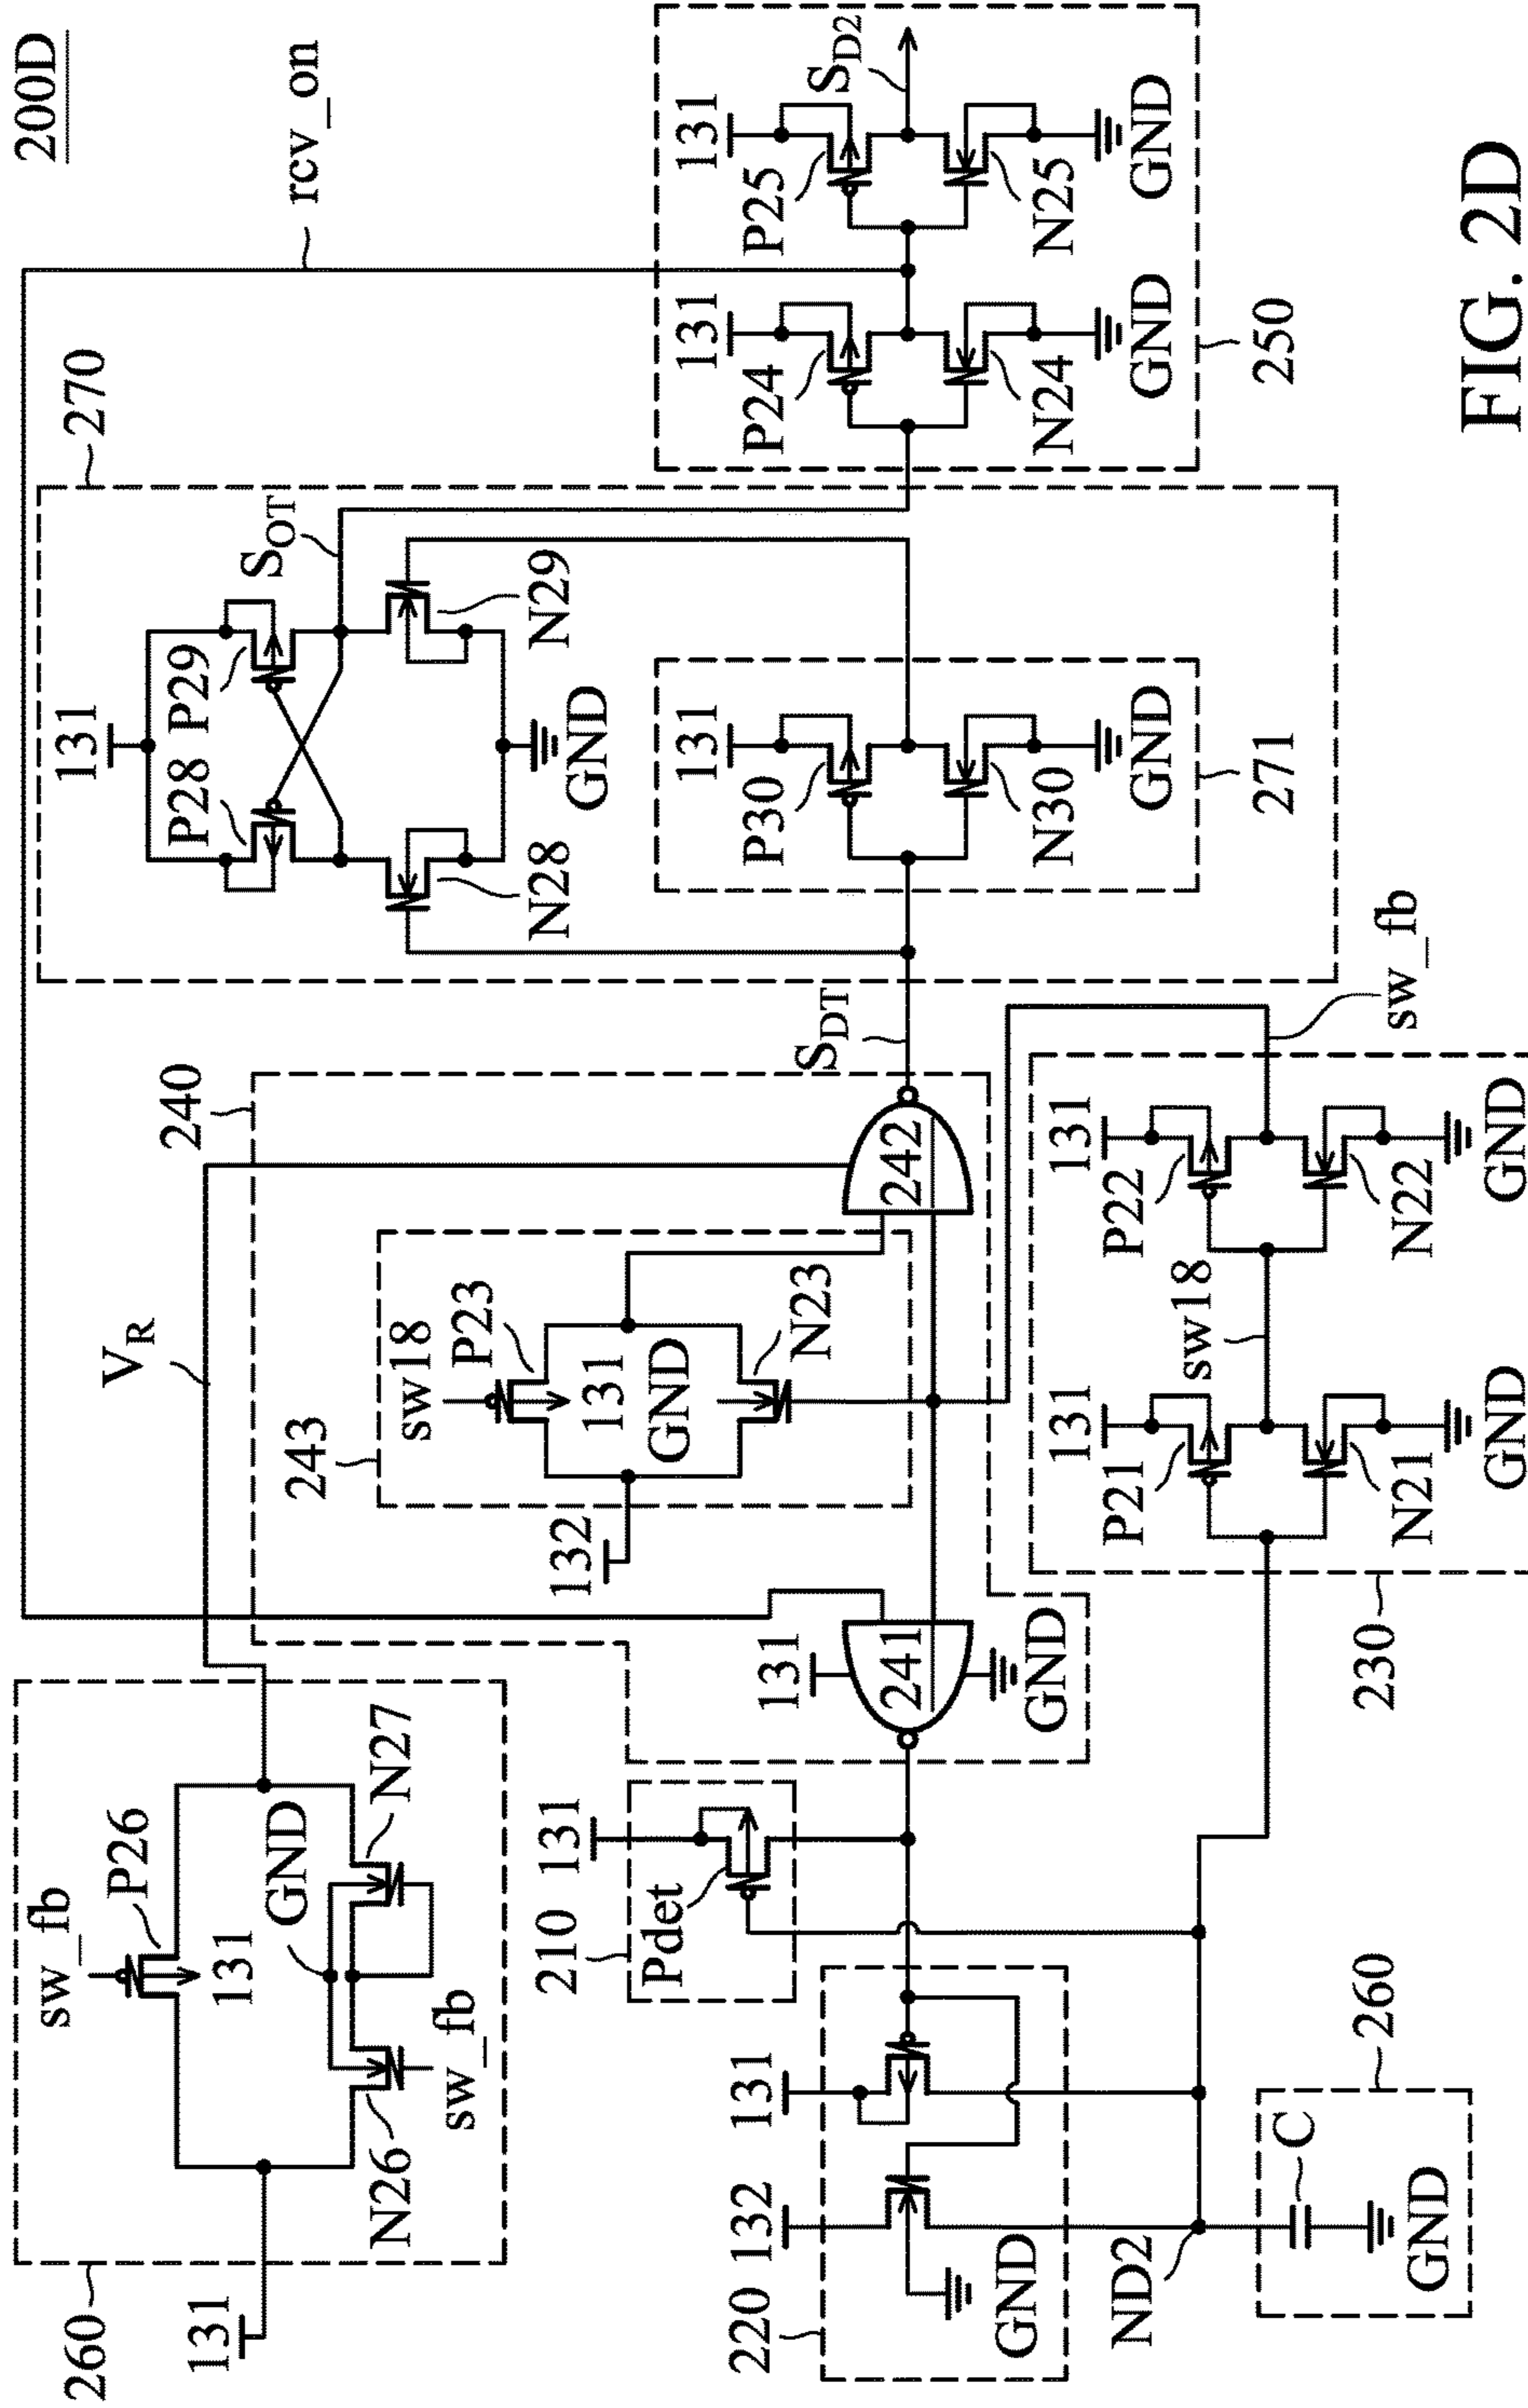 200D
rcv_on
V_R
260
131
sw_fb
P26
131
GND
N26
sw_fb
N27
270
131
P28
P29
S_OT
N28
GND
N29
240
243
sw18
P23
131
GND
N23
132
210
131
Pdet
131
241
GND
242
S_DT
131
P30
N30
GND
271
131
P24
N24
GND
131
P25
N25
GND
S_D2
250
220
132
131
GND
ND2
C
GND
260
230
131
P21
N21
GND
sw18
131
P22
N22
GND
sw_fb
FIG. 2D